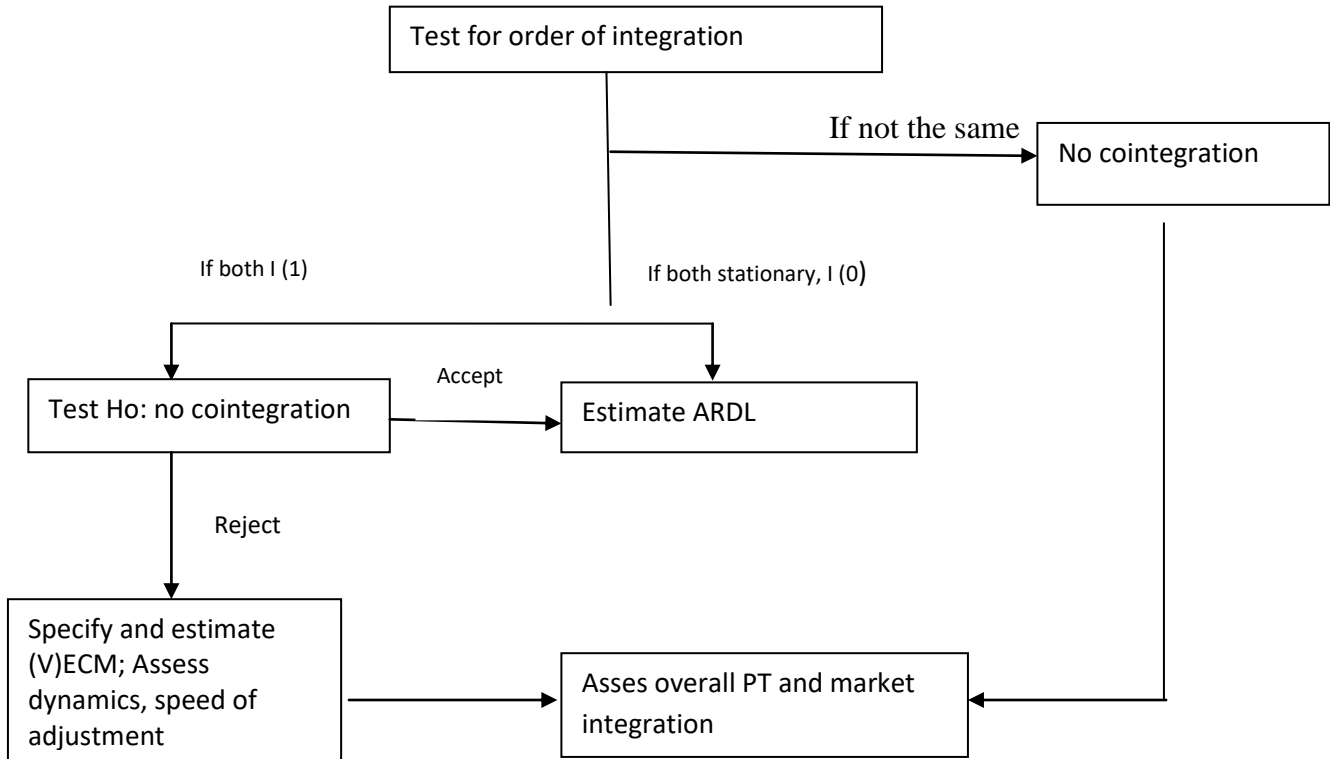 Test for order of integration
If not the same
No cointegration
If both I (1)
If both stationary, I (0)
Accept
Test Ho: no cointegration
Estimate ARDL
Reject
Specify and estimate
(V)ECM; Assess
dynamics, speed of
adjustment
Asses overall PT and market
integration